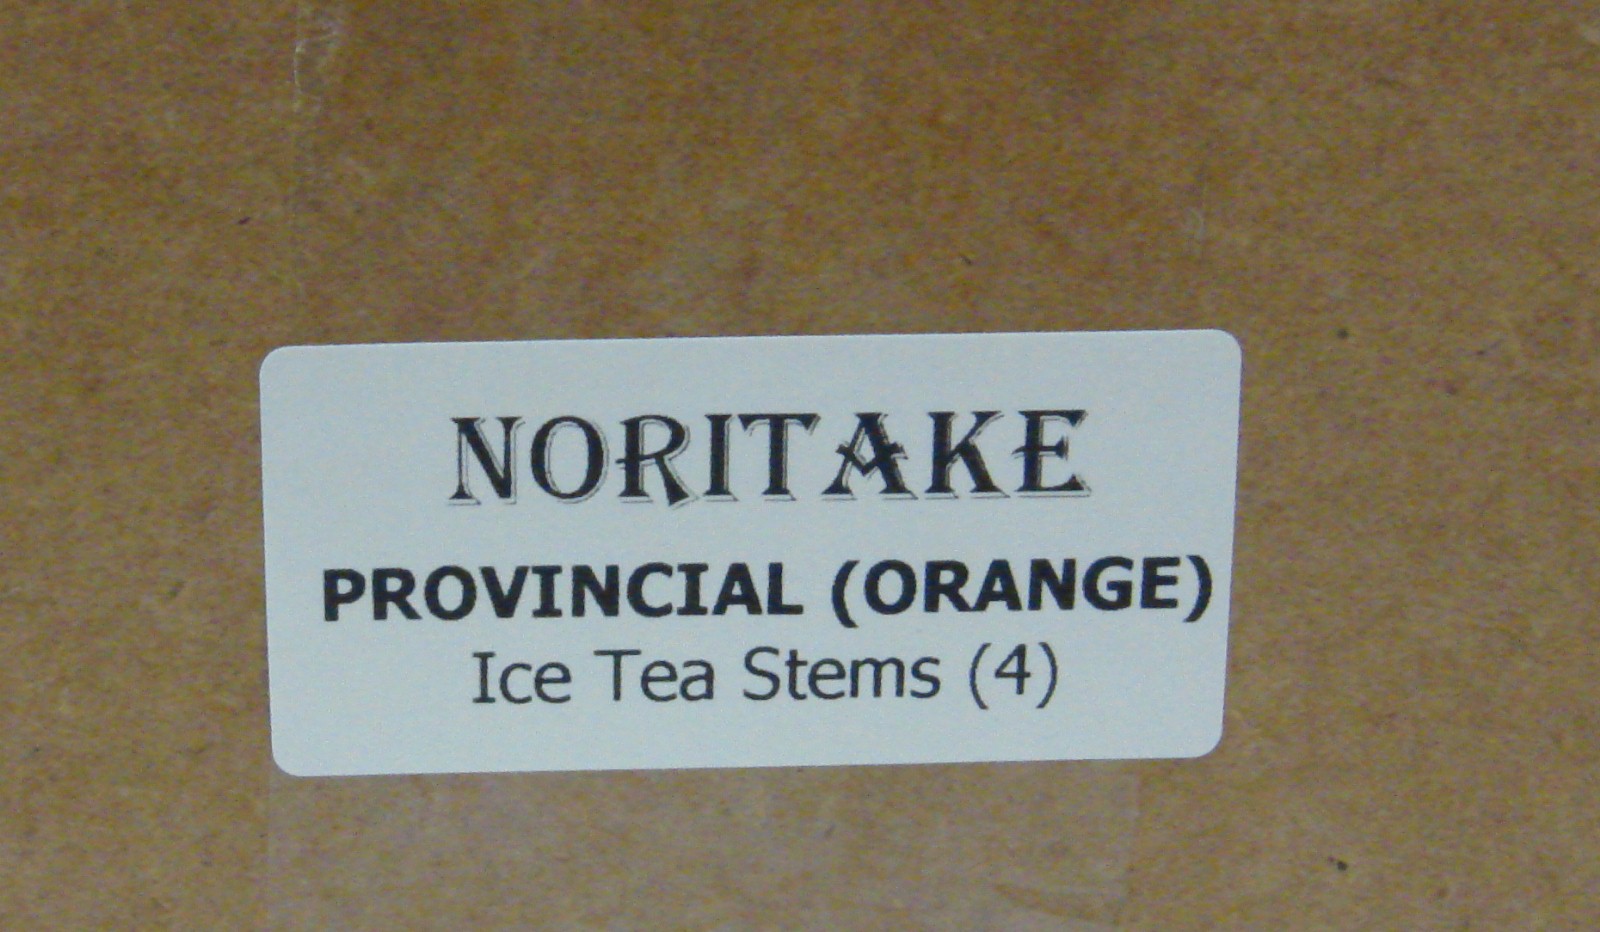 NORITAKE
PROVINCIAL (ORANGE)
Ice Tea Stems (4)